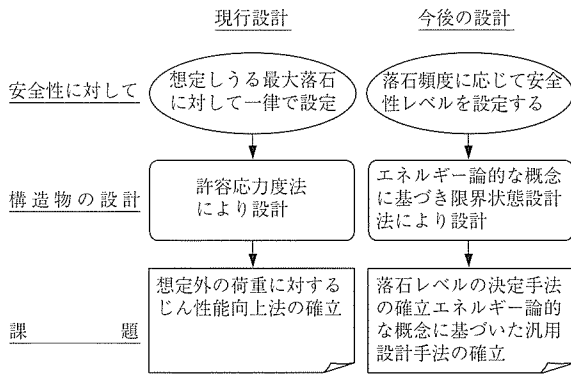 現行設計
今後の設計
安全性に対して
想定しうる最大落石
に対して一律で設定
落石頻度に応じて安全
性レベルを設定する
構造物の設計
許容応力度法
により設計
エネルギー論的な概念
に基づき限界状態設計
法により設計
課題
想定外の荷重に対する
じん性能向上法の確立
落石レベルの決定手法
の確立エネルギー論的
な概念に基づいた汎用
設計手法の確立